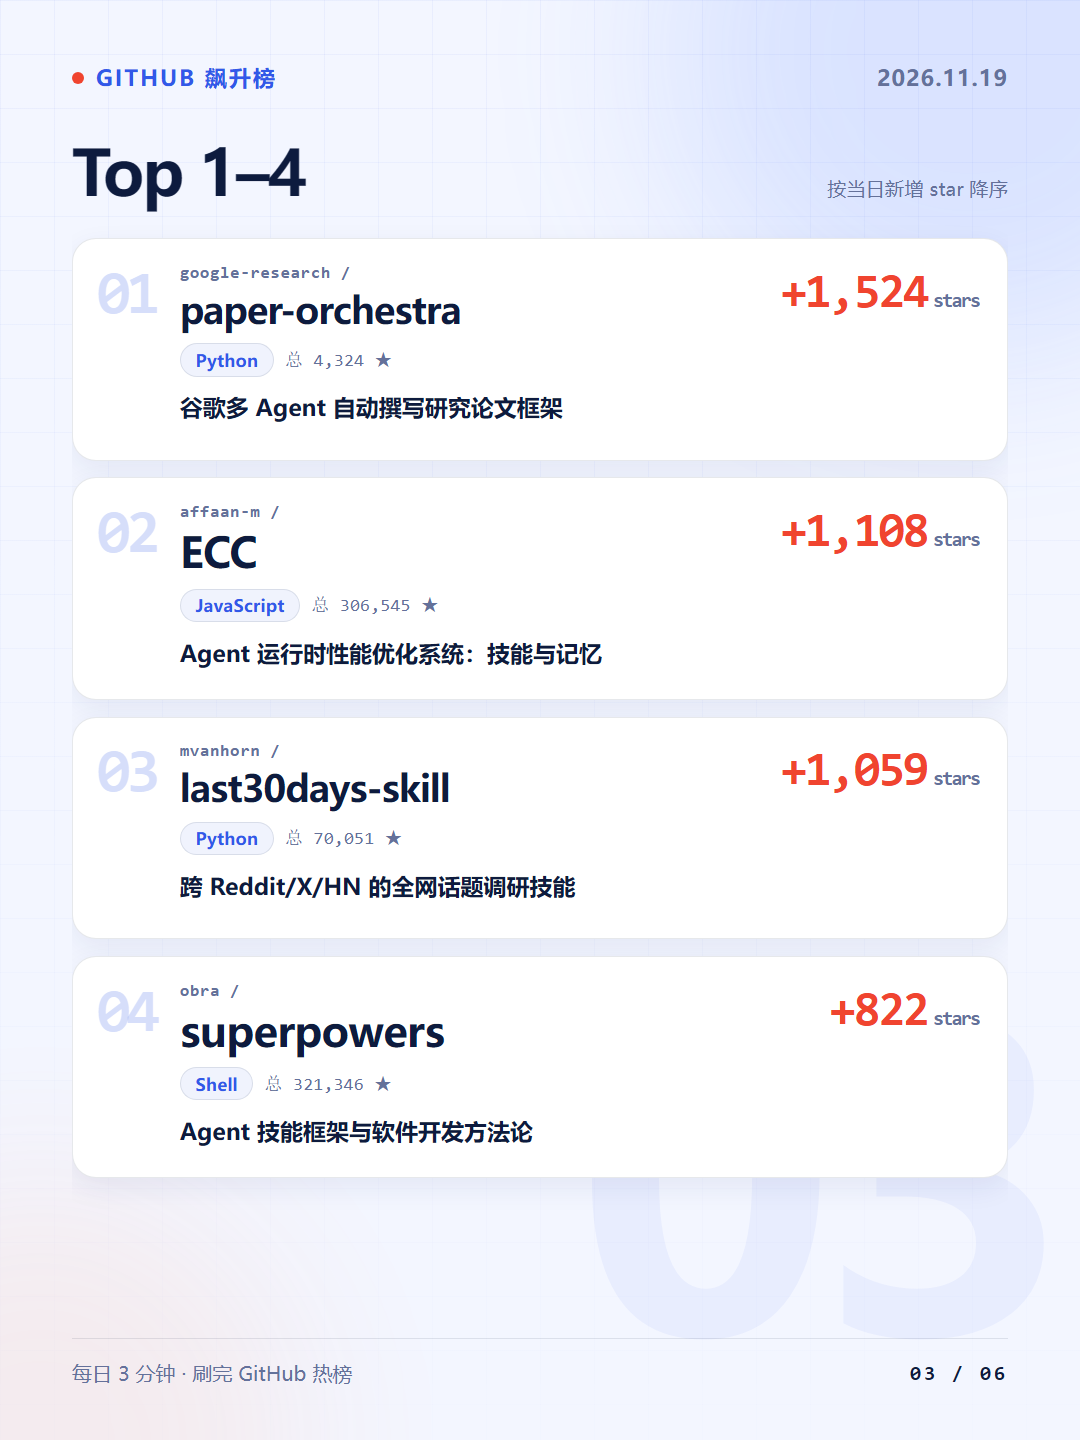 GITHUB 飙升榜
2026.11.19
Top 1–4
按当日新增 star 降序
01
google-research /
paper-orchestra
+1,524 stars
Python 总 4,324 ★
谷歌多 Agent 自动撰写研究论文框架
02
affaan-m /
ECC
+1,108 stars
JavaScript 总 306,545 ★
Agent 运行时性能优化系统：技能与记忆
03
mvanhorn /
last30days-skill
+1,059 stars
Python 总 70,051 ★
跨 Reddit/X/HN 的全网话题调研技能
04
obra /
superpowers
+822 stars
Shell 总 321,346 ★
Agent 技能框架与软件开发方法论
03
每日 3 分钟 · 刷完 GitHub 热榜
03 / 06